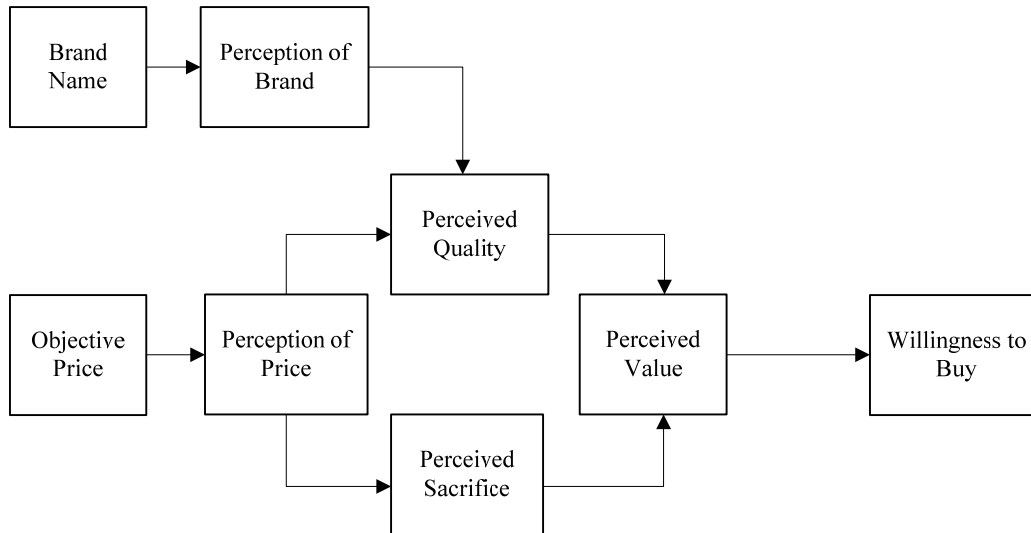 Brand
Name
Perception of
Brand
Perceived
Quality
Objective
Price
Perception of
Price
Perceived
Value
Willingness to
Buy
Perceived
Sacrifice